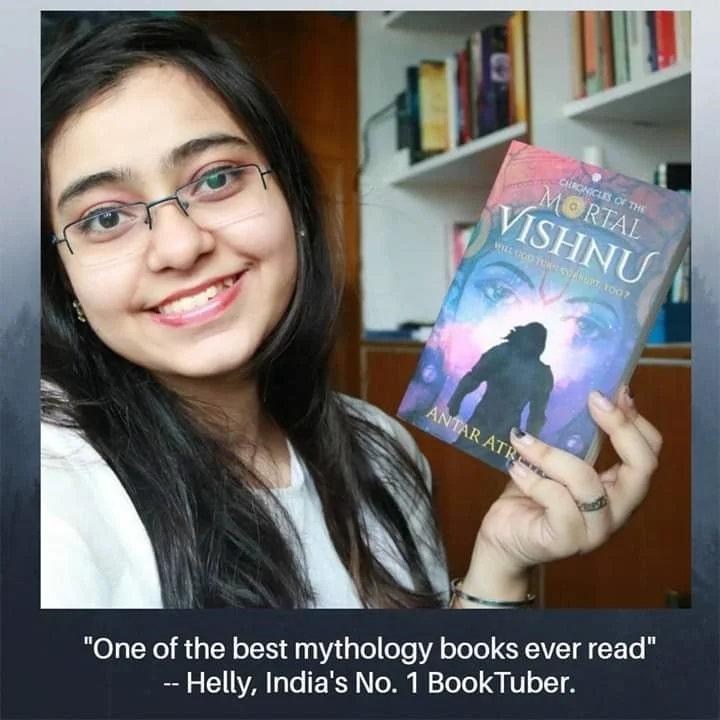 CHRONICLES OF THE
MORTAL
VISHNU
WILL GOD TURN CORRUPT, TOO?
ANTAR
"One of the best mythology books ever read"
-- Helly, India's No. 1 BookTuber.